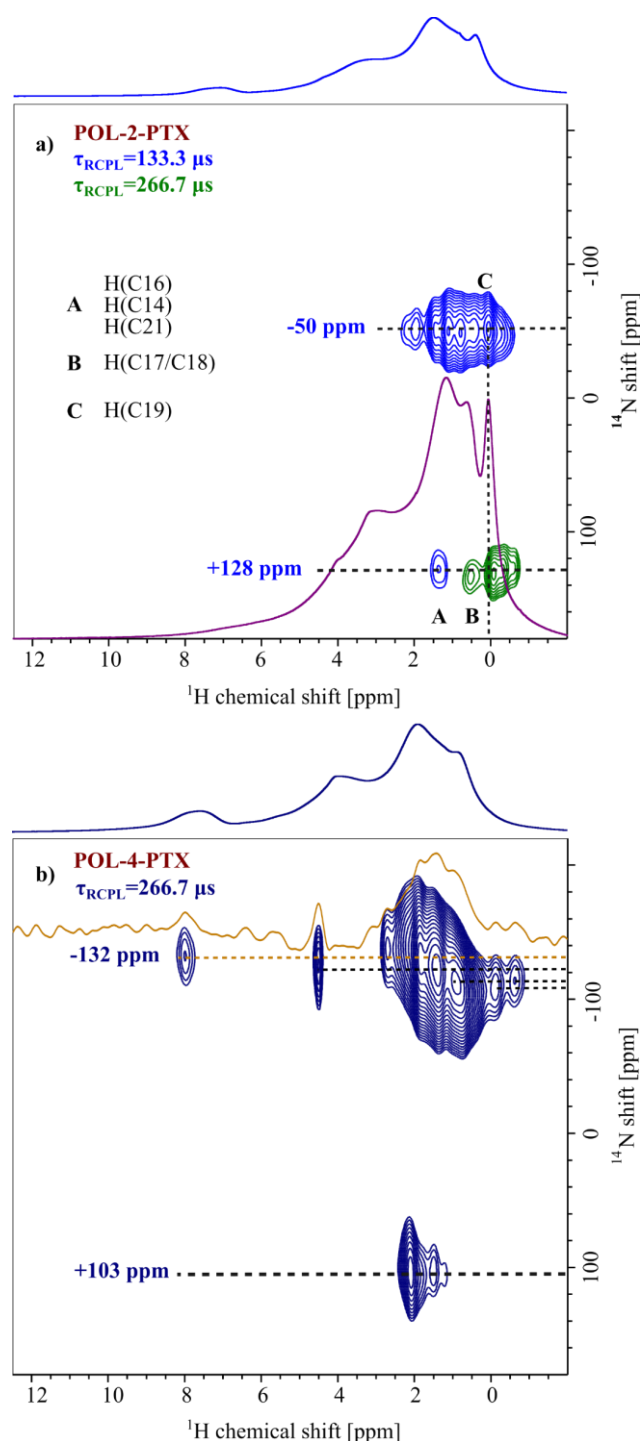 a)
POL-2-PTX
τRCPL=133.3 μs
τRCPL=266.7 μs
H(C16)
A H(C14)
H(C21)
B H(C17/C18)
C H(C19)
C
-50 ppm
+128 ppm
A B
-100
0
100
¹⁴N shift [ppm]
12 10 8 6 4 2 0
¹H chemical shift [ppm]
b)
POL-4-PTX
τRCPL=266.7 μs
-132 ppm
+103 ppm
-100
0
100
¹⁴N shift [ppm]
12 10 8 6 4 2 0
¹H chemical shift [ppm]